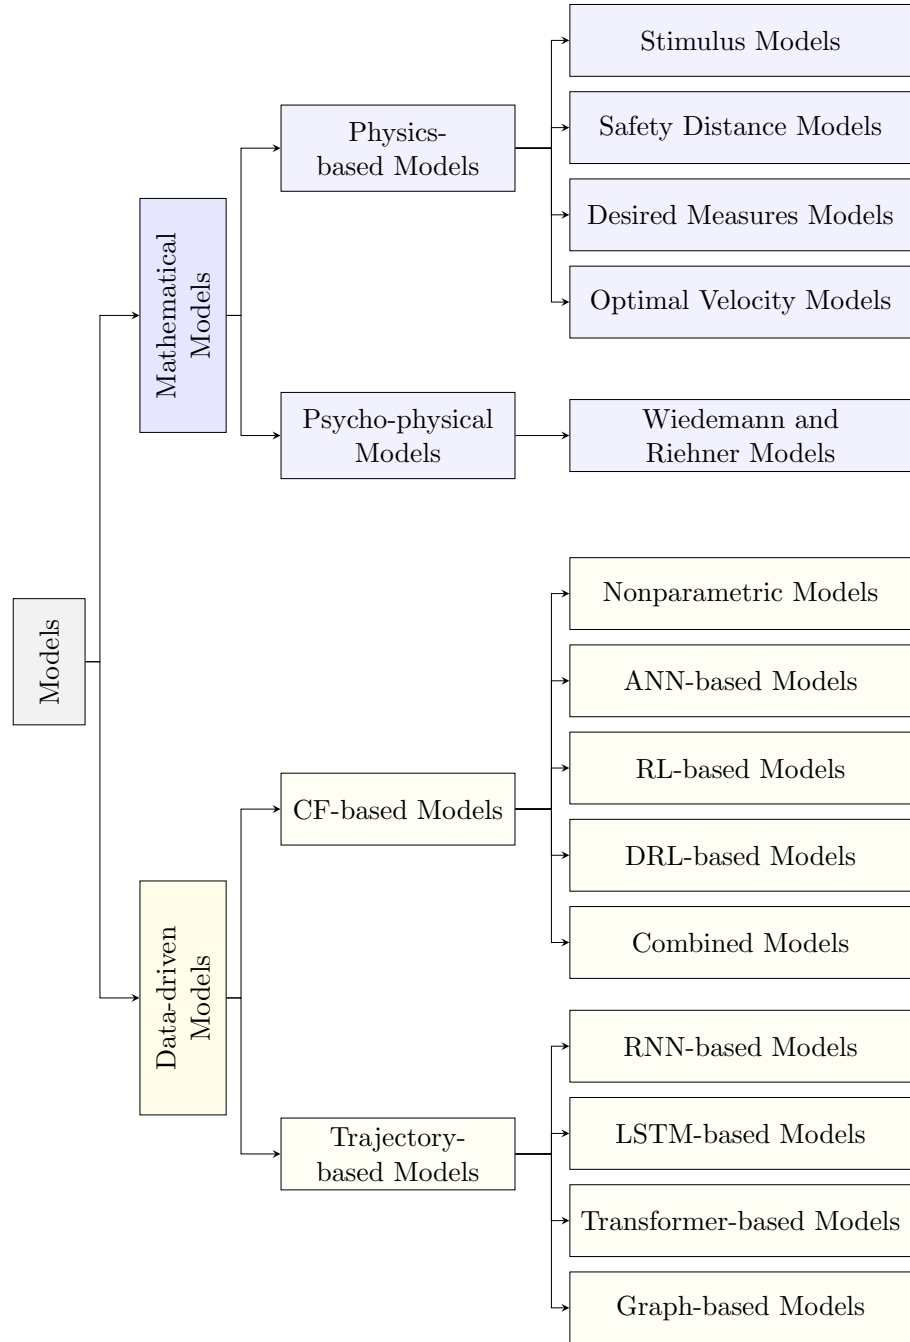 Stimulus Models
Physics-
based Models
Safety Distance Models
Desired Measures Models
Optimal Velocity Models
Mathematical
Models
Psycho-physical
Models
Wiedemann and
Riehner Models
Models
Nonparametric Models
ANN-based Models
RL-based Models
CF-based Models
DRL-based Models
Combined Models
Data-driven
Models
RNN-based Models
LSTM-based Models
Trajectory-
based Models
Transformer-based Models
Graph-based Models